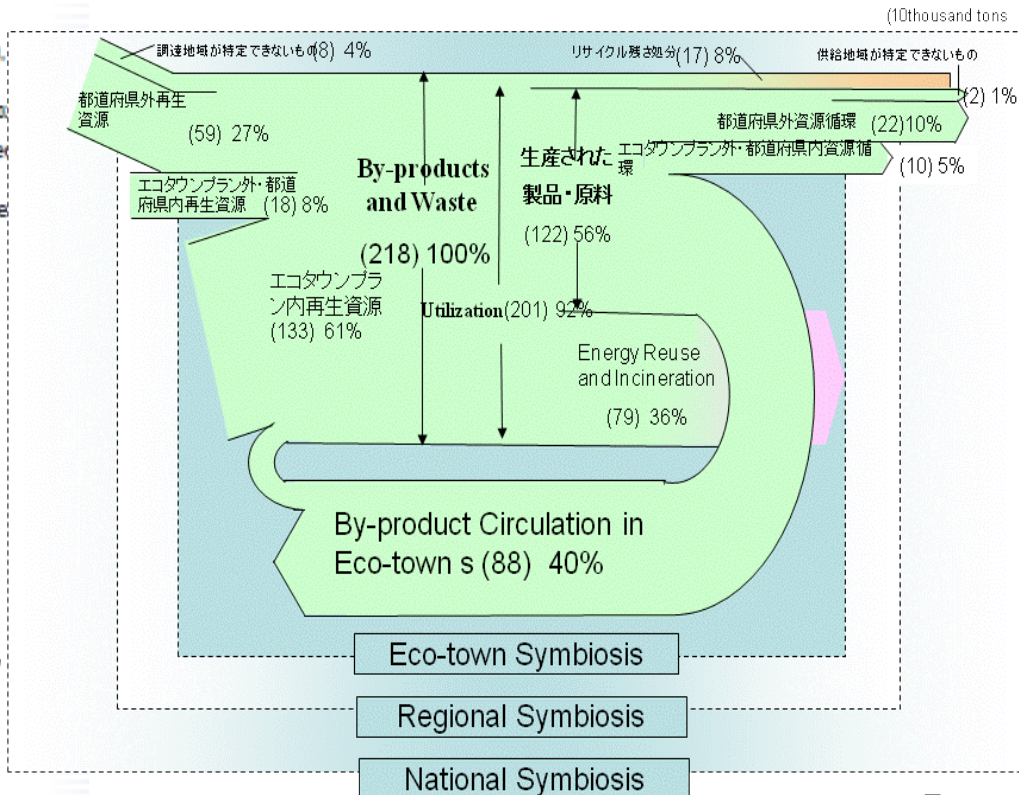 (10thousand tons
調達地域が特定できないもの(8) 4%
リサイクル残さ処分(17) 8%
供給地域が特定できないもの
(2) 1%
都道府県外再生
資源
(59) 27%
都道府県外資源循環 (22)10%
エコタウンプラン外・都道府県内資源循
環
(10) 5%
エコタウンプラン外・都道
府県内再生資源 (18) 8%
By-products
and Waste
(218) 100%
生産された
製品・原料
(122) 56%
エコタウンプラ
ン内再生資源
(133) 61%
Utilization(201) 92%
Energy Reuse
and Incineration
(79) 36%
By-product Circulation in
Eco-town s (88) 40%
Eco-town Symbiosis
Regional Symbiosis
National Symbiosis